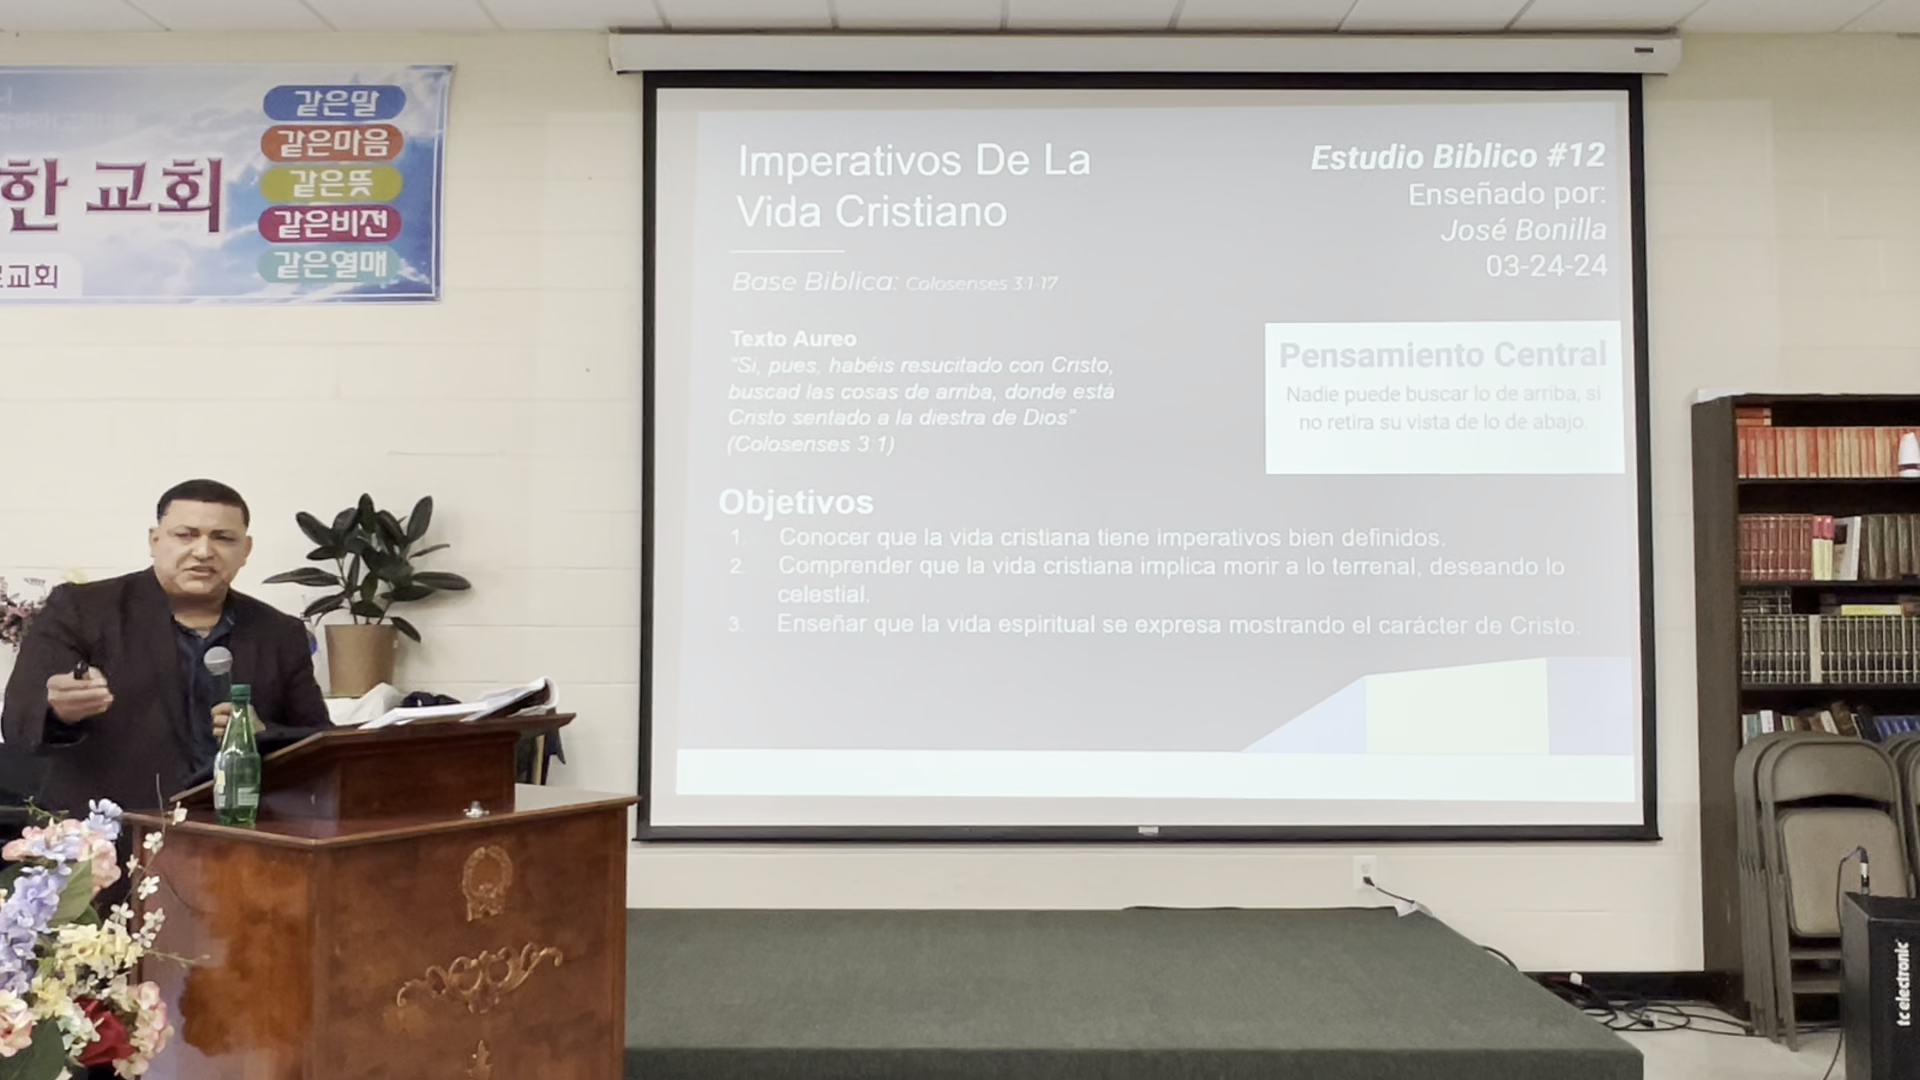 같은말
같은마음
같은뜻
같은비전
같은열매
한 교회
교회
Imperativos De La
Vida Cristiano
Base Biblica: Colosenses 3:1-17
Texto Aureo
"Si, pues, habéis resucitado con Cristo,
buscad las cosas de arriba, donde está
Cristo sentado a la diestra de Dios"
(Colosenses 3:1)
Estudio Biblico #12
Enseñado por:
José Bonilla
03-24-24
Pensamiento Central
Nadie puede buscar lo de arriba, si
no retira su vista de lo de abajo.
Objetivos
1. Conocer que la vida cristiana tiene imperativos bien definidos.
2. Comprender que la vida cristiana implica morir a lo terrenal, deseando lo
celestial.
3. Enseñar que la vida espiritual se expresa mostrando el carácter de Cristo.
tc electronic